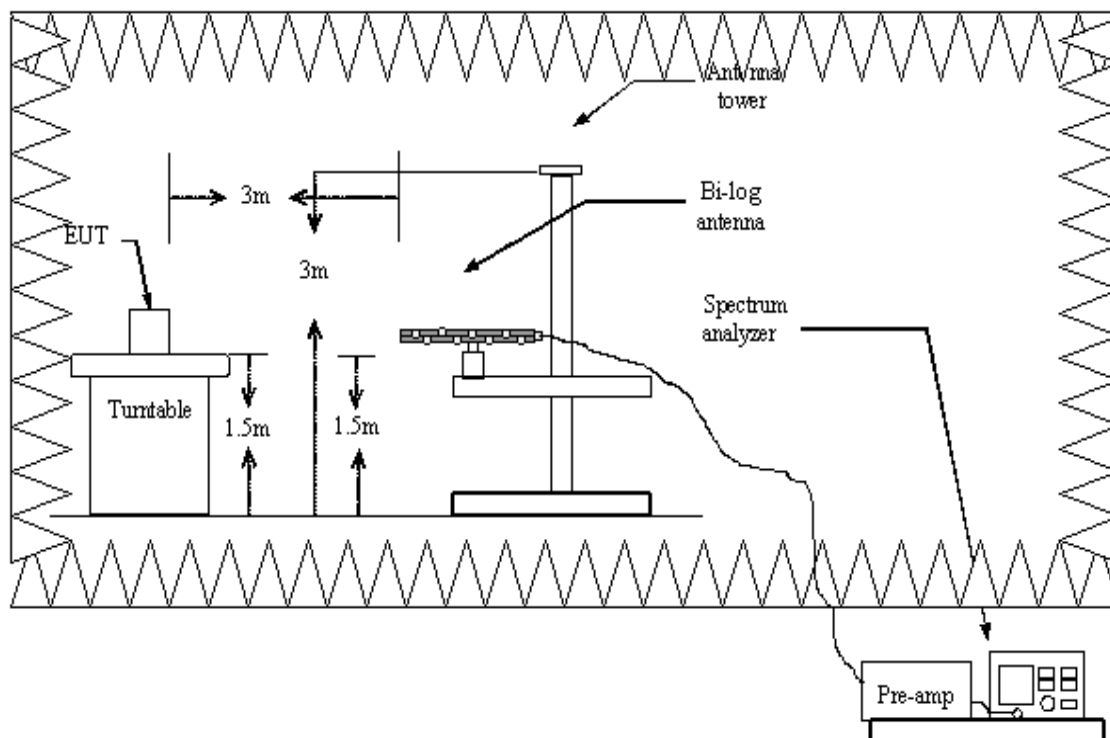 Antenna
tower
3m
Bi-log
antenna
EUT
3m
Spectrum
analyzer
Turntable
1.5m
1.5m
Pre-amp